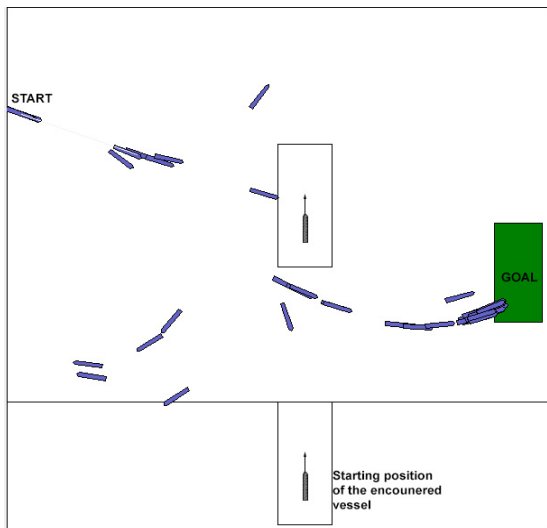 START
GOAL
Starting position
of the encounered
vessel